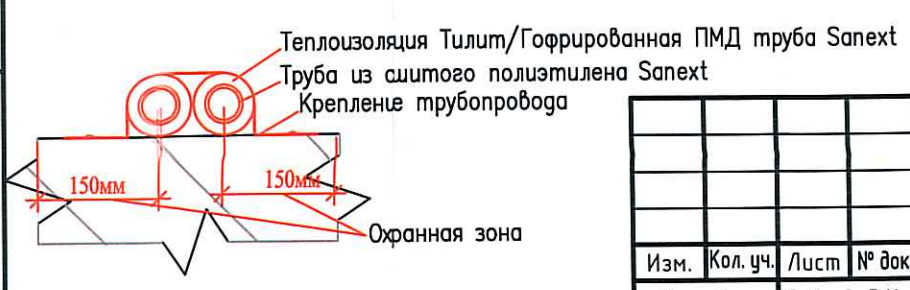 Теплоизоляция Тилит/Гофрированная ПМД труба Sanext
Труба из сшитого полиэтилена Sanext
Крепление трубопровода
150мм
150мм
Охранная зона
Изм. Кол. уч. Лист № док